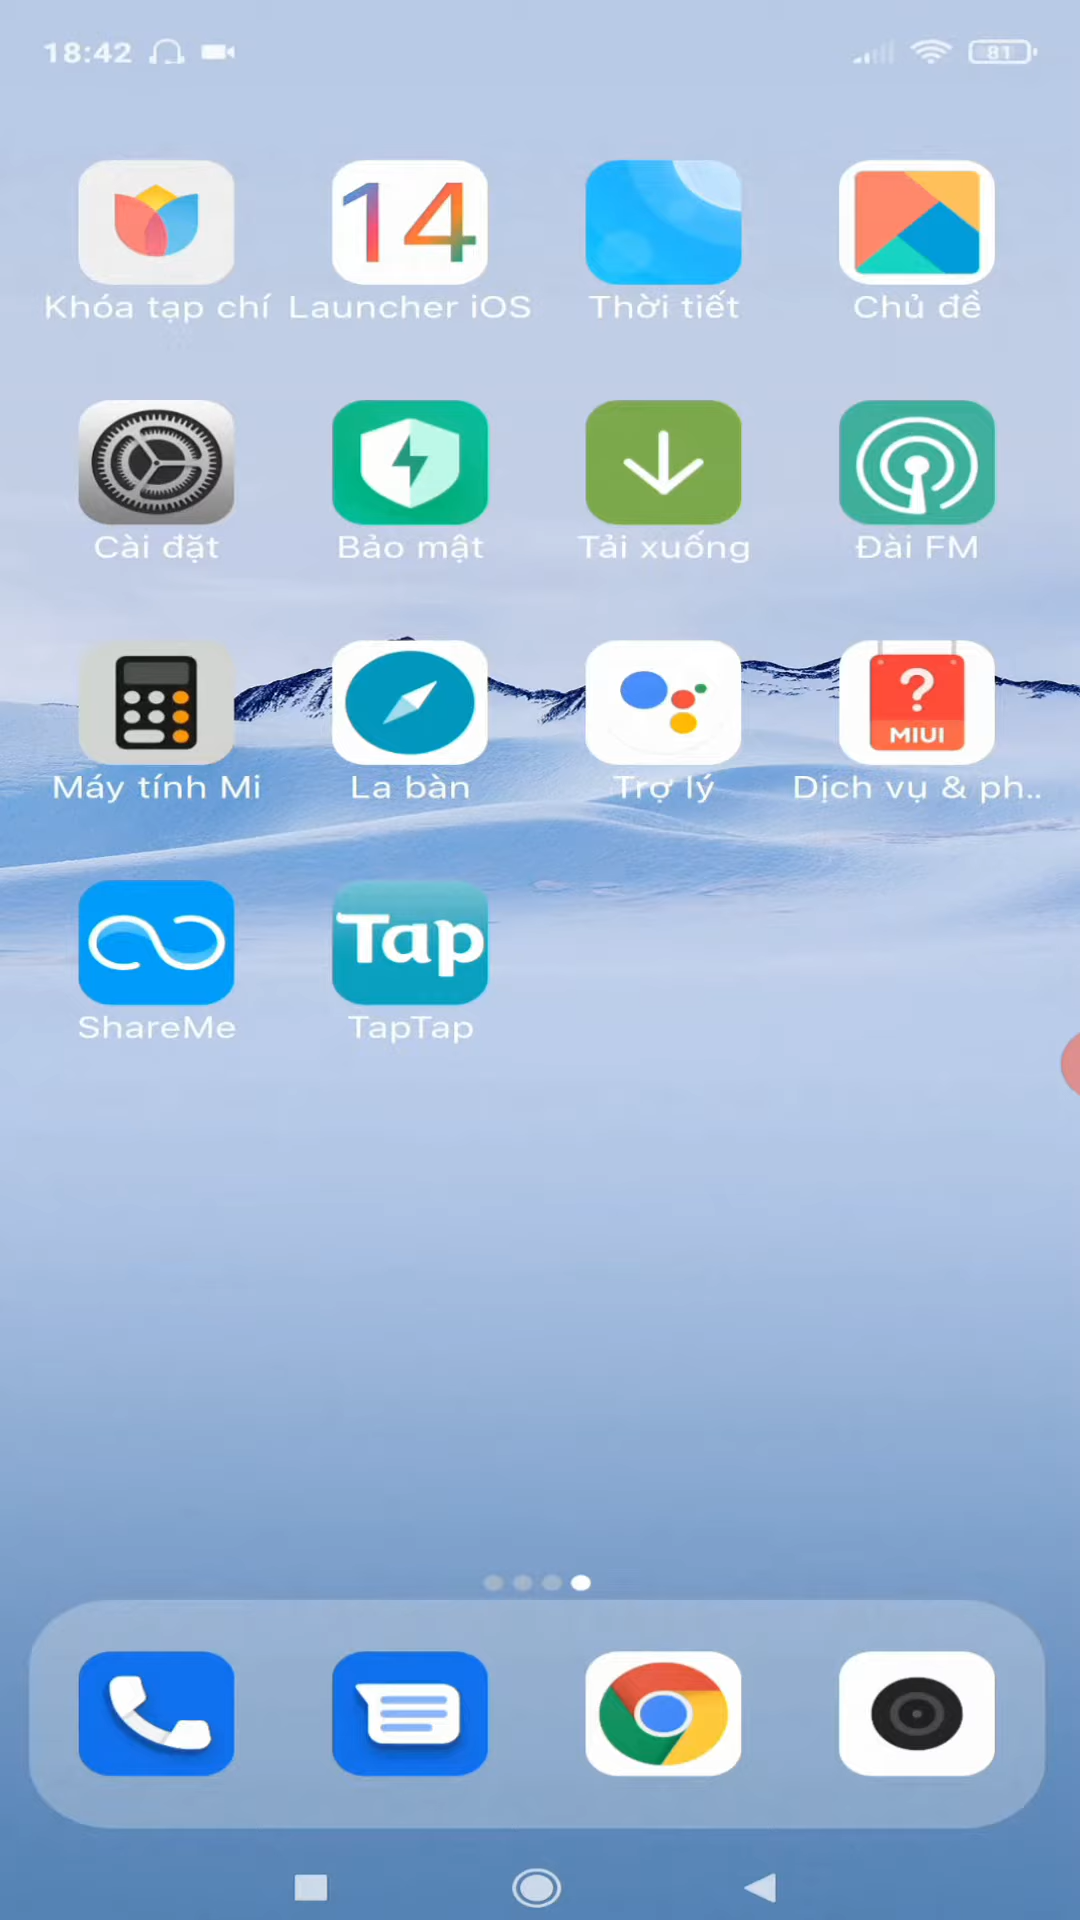 18:42
81
14
Khóa tạp chí
Launcher iOS
Thời tiết
Chủ đề
Cài đặt
Bảo mật
Tải xuống
Đài FM
?
MIUI
Máy tính Mi
La bàn
Trợ lý
Dịch vụ & ph..
Tap
ShareMe
TapTap